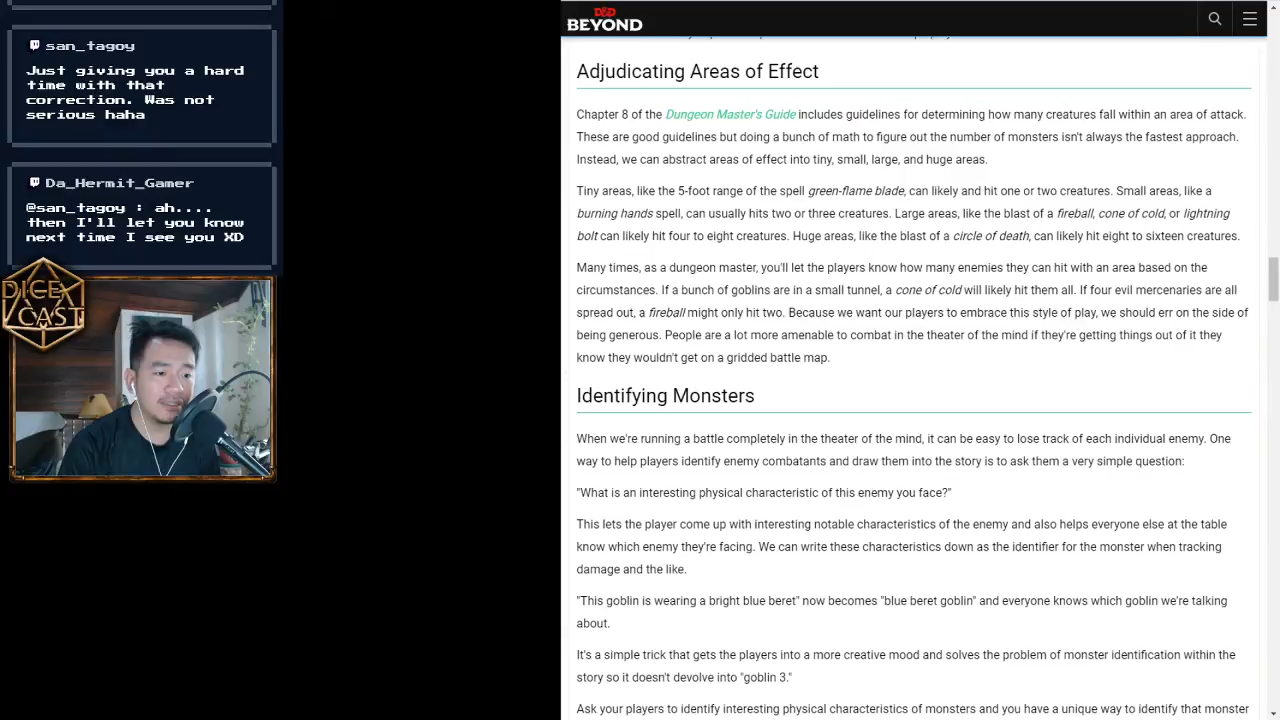 san_tagoy
Just giving you a hard
time with that
correction. Was not
serious haha
Da_Hermit_Gamer
@san_tagoy : ah....
then I'll let you know
next time I see you XD
DICE
CAST
D&D
BEYOND
Adjudicating Areas of Effect
Chapter 8 of the Dungeon Master's Guide includes guidelines for determining how many creatures fall within an area of attack.
These are good guidelines but doing a bunch of math to figure out the number of monsters isn't always the fastest approach.
Instead, we can abstract areas of effect into tiny, small, large, and huge areas.
Tiny areas, like the 5-foot range of the spell green-flame blade, can likely and hit one or two creatures. Small areas, like a
burning hands spell, can usually hits two or three creatures. Large areas, like the blast of a fireball, cone of cold, or lightning
bolt can likely hit four to eight creatures. Huge areas, like the blast of a circle of death, can likely hit eight to sixteen creatures.
Many times, as a dungeon master, you'll let the players know how many enemies they can hit with an area based on the
circumstances. If a bunch of goblins are in a small tunnel, a cone of cold will likely hit them all. If four evil mercenaries are all
spread out, a fireball might only hit two. Because we want our players to embrace this style of play, we should err on the side of
being generous. People are a lot more amenable to combat in the theater of the mind if they're getting things out of it they
know they wouldn't get on a gridded battle map.
Identifying Monsters
When we're running a battle completely in the theater of the mind, it can be easy to lose track of each individual enemy. One
way to help players identify enemy combatants and draw them into the story is to ask them a very simple question:
"What is an interesting physical characteristic of this enemy you face?"
This lets the player come up with interesting notable characteristics of the enemy and also helps everyone else at the table
know which enemy they're facing. We can write these characteristics down as the identifier for the monster when tracking
damage and the like.
"This goblin is wearing a bright blue beret" now becomes "blue beret goblin" and everyone knows which goblin we're talking
about.
It's a simple trick that gets the players into a more creative mood and solves the problem of monster identification within the
story so it doesn't devolve into "goblin 3."
Ask your players to identify interesting physical characteristics of monsters and you have a unique way to identify that monster